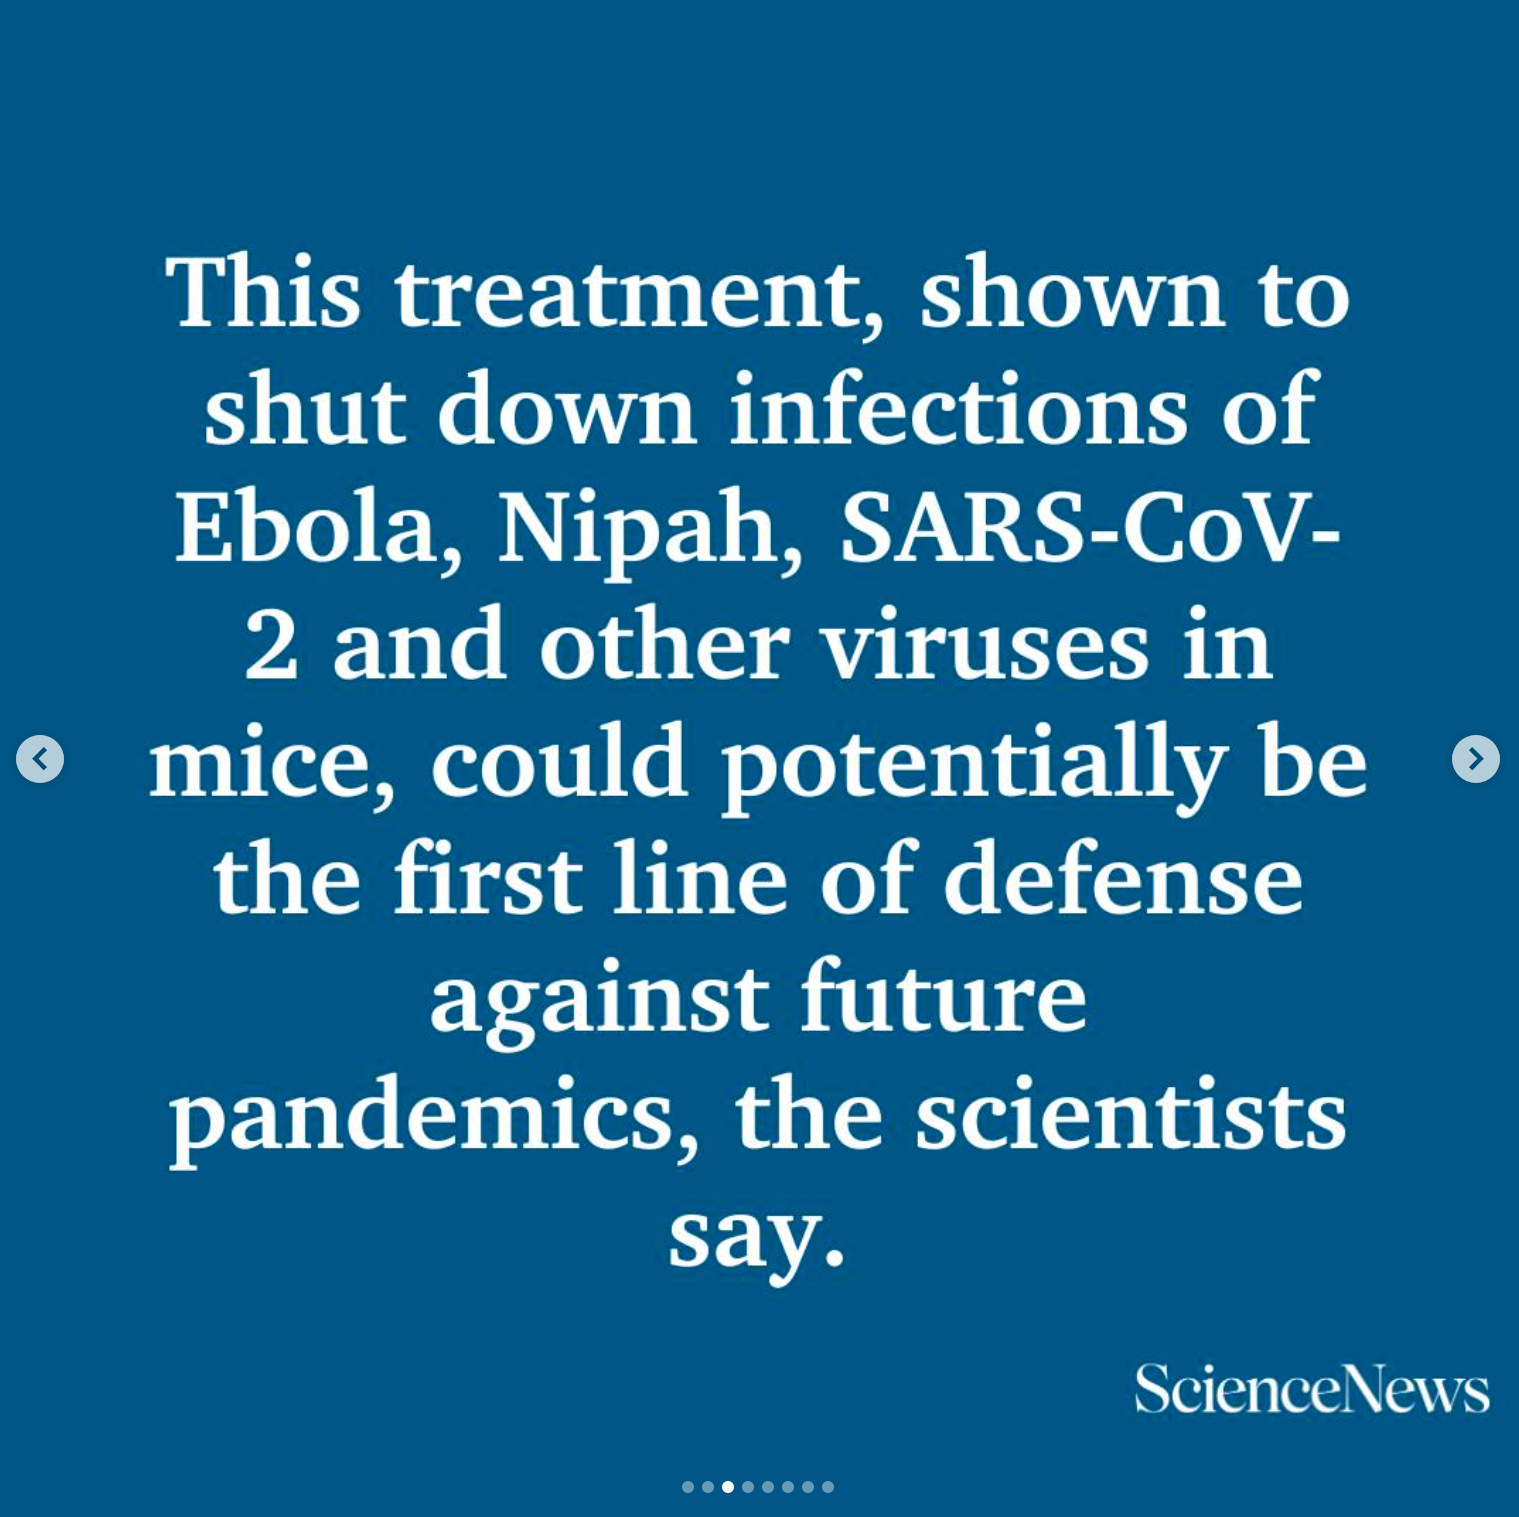 This treatment, shown to
shut down infections of
Ebola, Nipah, SARS-CoV-
2 and other viruses in
mice, could potentially be
the first line of defense
against future
pandemics, the scientists
say.
ScienceNews